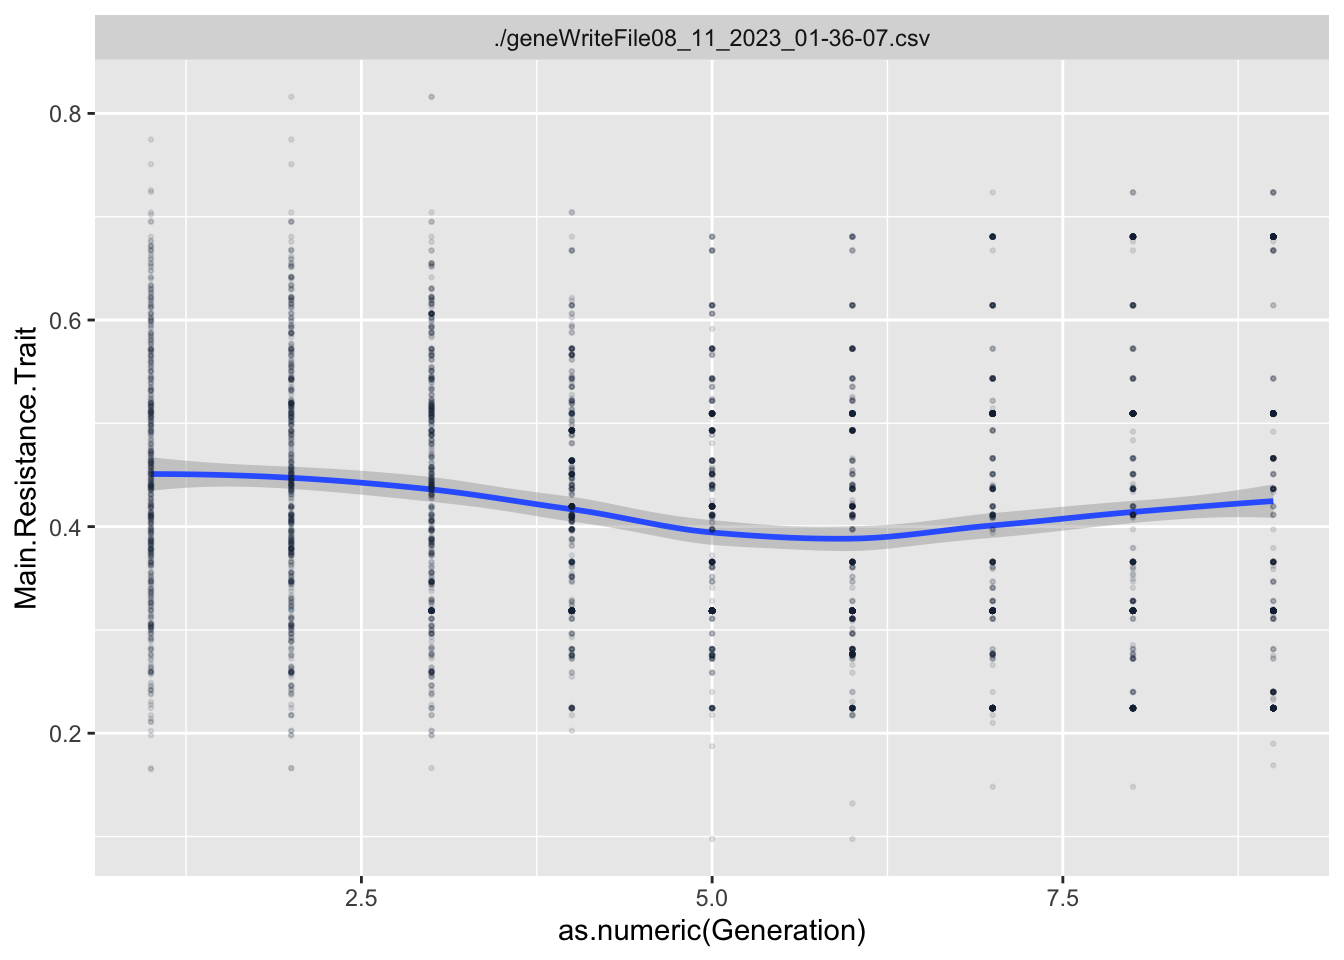 ./geneWriteFile08_11_2023_01-36-07.csv
0.8
0.6
0.4
0.2
Main.Resistance.Trait
2.5
5.0
7.5
as.numeric(Generation)